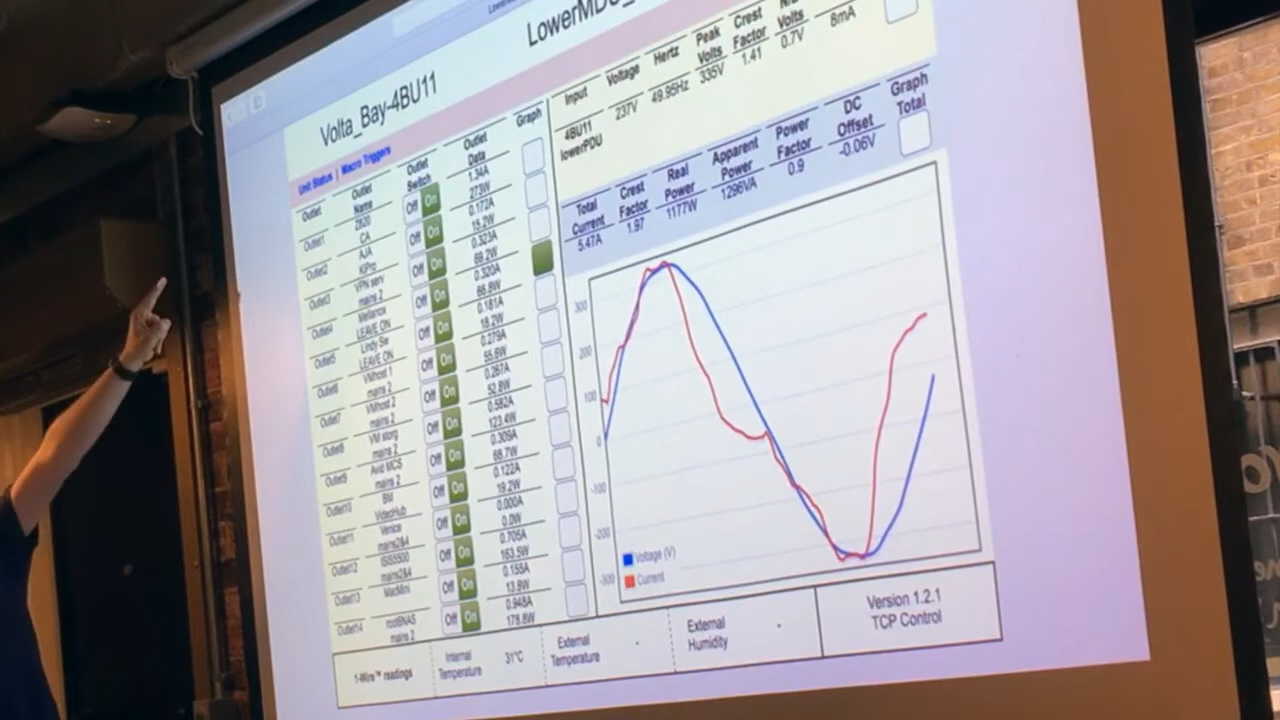 LowerMDU_
Volta_Bay-4BU11
Unit Status | Macro Triggers
Outlet
Outlet Name
Outlet Switch
Outlet Data
Graph
Outlet1
2820
CA
Off On
1.34A
273W
Outlet2
AJA
KiPro
Off On
0.172A
15.2W
Outlet3
VPN serv
mains 2
Off On
0.323A
69.2W
Outlet4
Mellanox
LEAVE ON
Off On
0.320A
66.8W
Outlet5
Lindy Sw
LEAVE ON
Off On
0.181A
18.2W
Outlet6
VMhost 1
mains 2
Off On
0.279A
55.8W
Outlet7
VMhost 2
mains 2
Off On
0.267A
52.8W
Outlet8
VM storg
mains 2
Off On
0.582A
123.4W
Outlet9
Avid MCS
mains 2
Off On
0.309A
66.7W
Outlet10
BM
VideoHub
Off On
0.122A
19.2W
Outlet11
Venice
mains2&4
Off On
0.000A
0.0W
Outlet12
ISIS5500
mains2&4
Off On
0.705A
163.5W
Outlet13
MacMini
Off On
0.155A
13.8W
Outlet14
root6NAS
mains 2
Off On
0.948A
178.8W
Input
Voltage
Hertz
Peak Volts
Crest Factor
Volts
4BU11
lowerPDU
237V
49.95Hz
335V
1.41
0.7V
8mA
Total Current
Crest Factor
Real Power
Apparent Power
Power Factor
DC Offset
Graph Total
5.47A
1.97
1177W
1296VA
0.9
-0.06V
300
200
100
0
-100
-200
-300
Voltage (V)
Current
1-Wire™ readings
Internal Temperature
31°C
External Temperature
-
External Humidity
-
Version 1.2.1
TCP Control